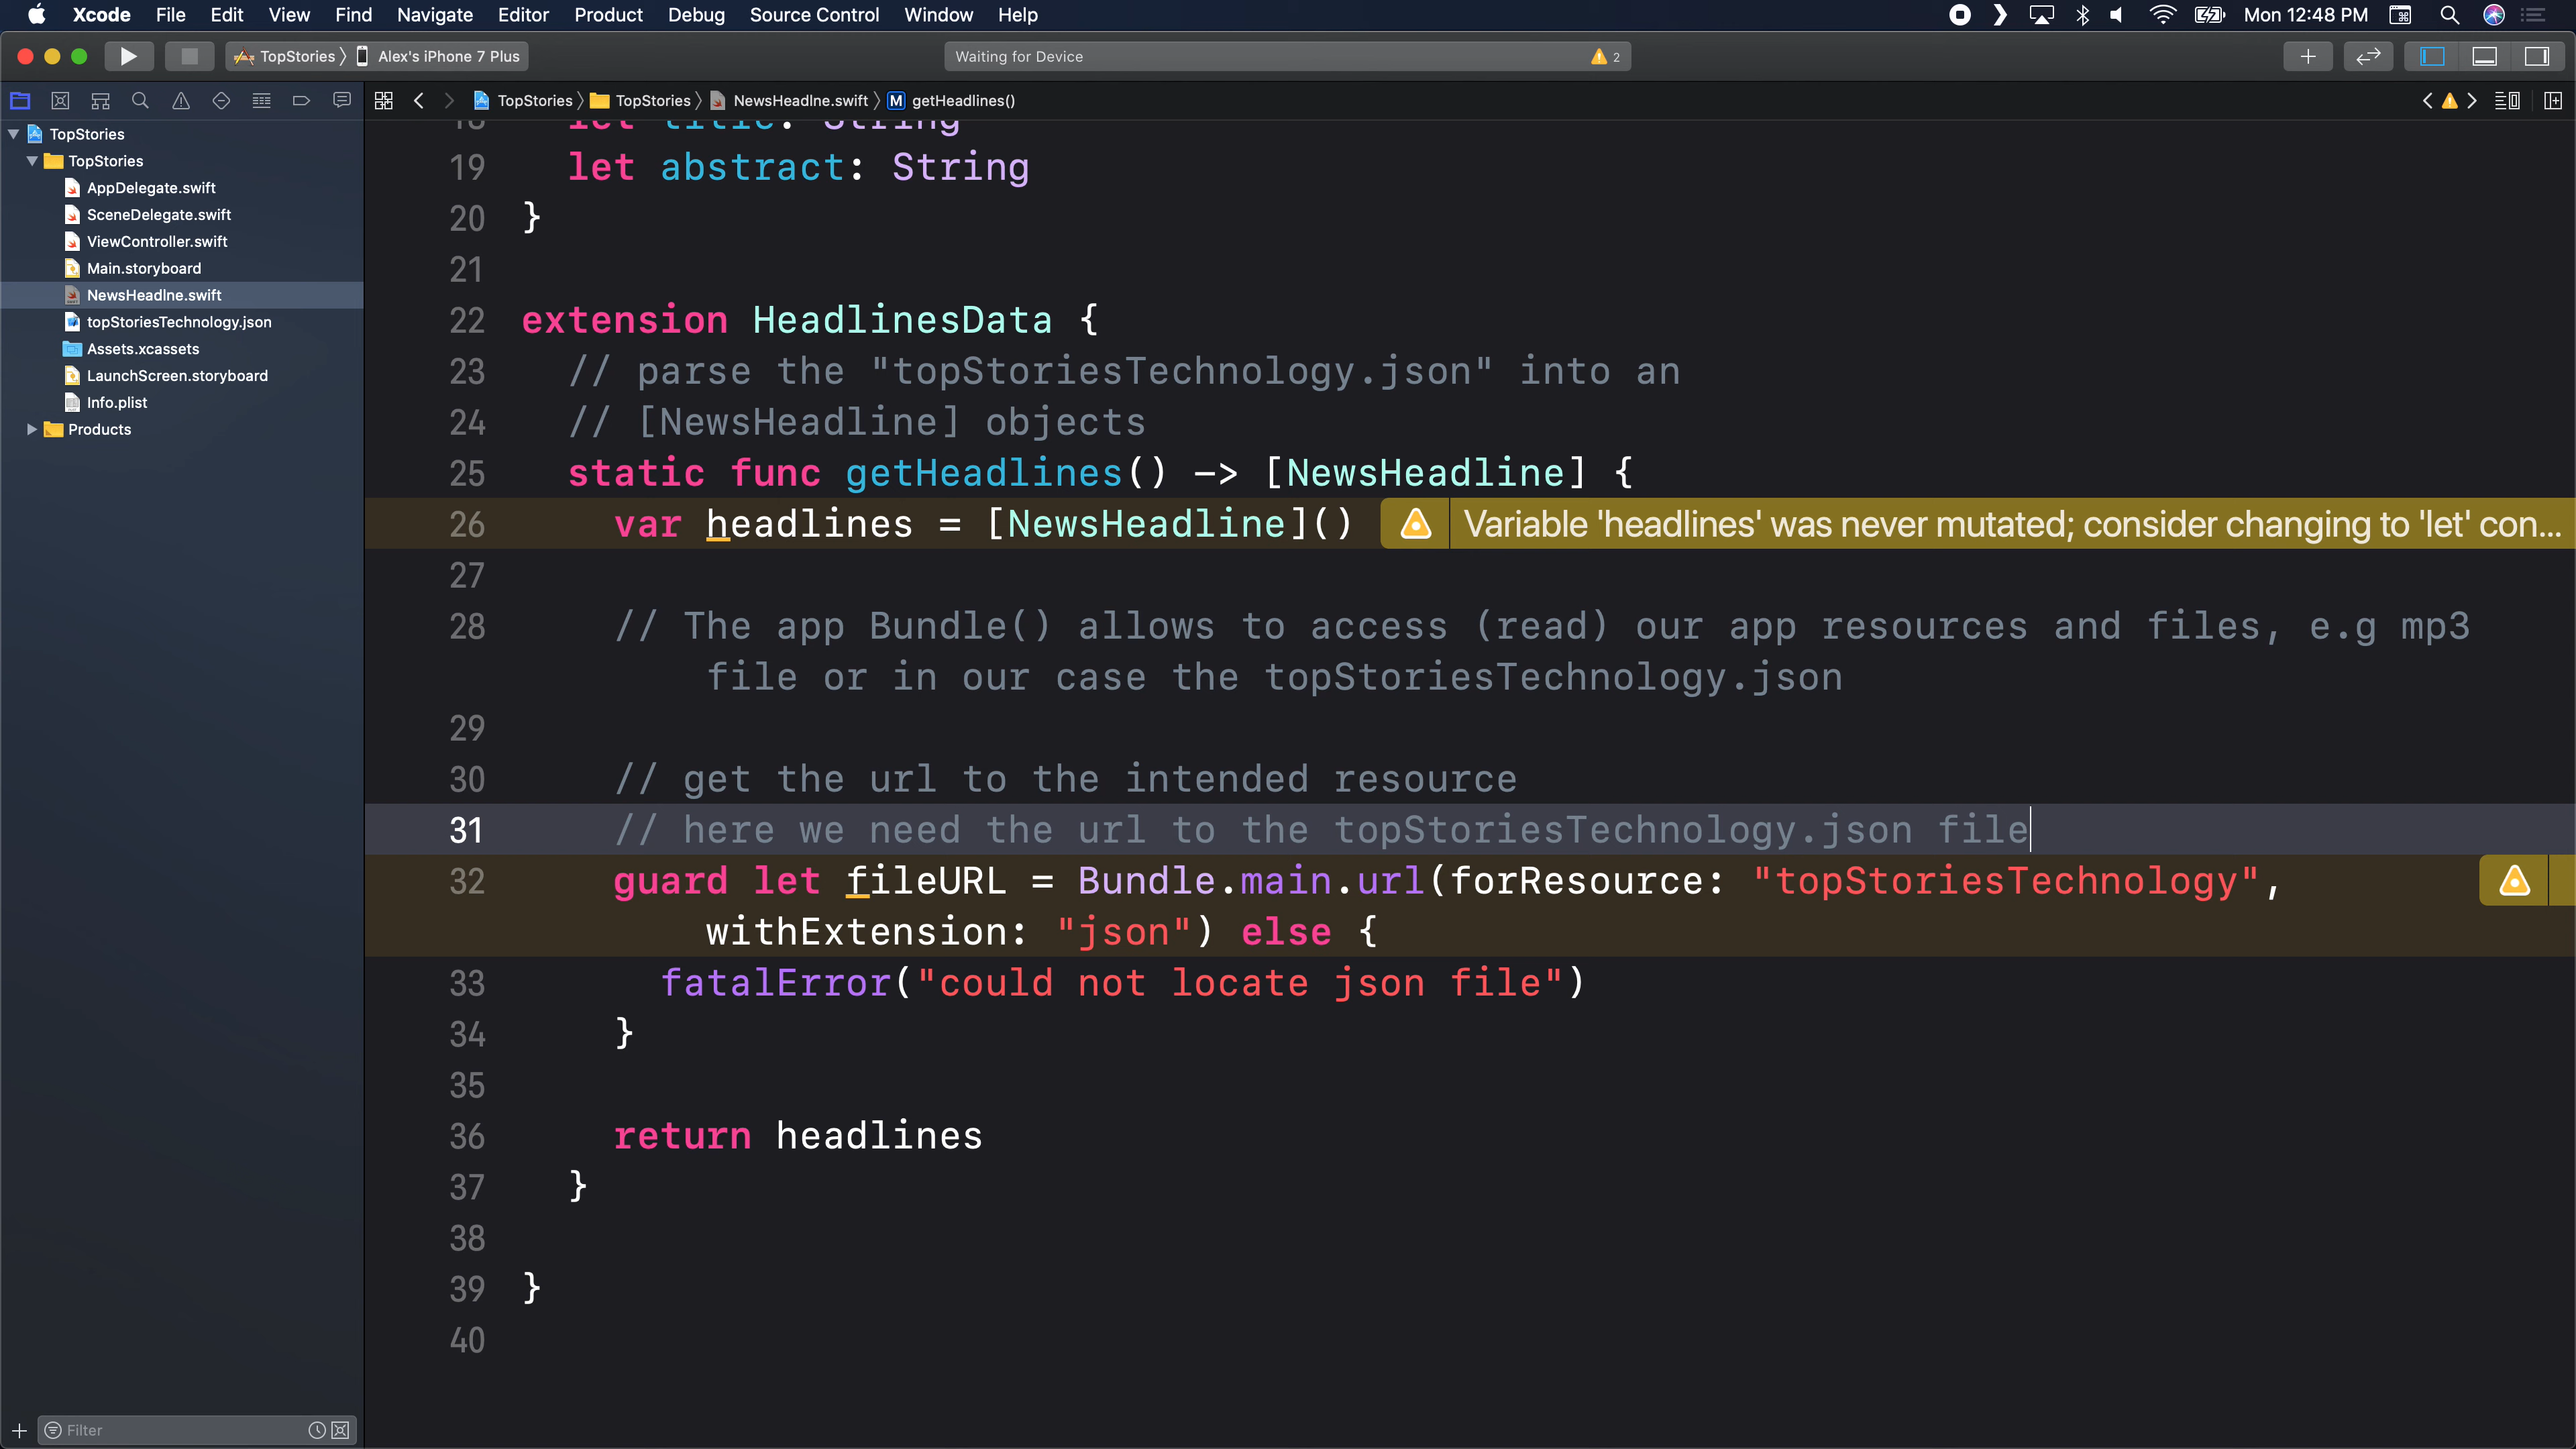 Xcode File Edit View Find Navigate Editor Product Debug Source Control Window Help Mon 12:48 PM
TopStories Alex's iPhone 7 Plus Waiting for Device 2
TopStories TopStories NewsHeadlne.swift M getHeadlines()
TopStories
TopStories
AppDelegate.swift
SceneDelegate.swift
ViewController.swift
Main.storyboard
NewsHeadlne.swift
topStoriesTechnology.json
Assets.xcassets
LaunchScreen.storyboard
Info.plist
Products
Filter
18 let title: String
19 let abstract: String
20 }
21
22 extension HeadlinesData {
23 // parse the "topStoriesTechnology.json" into an
24 // [NewsHeadline] objects
25 static func getHeadlines() -> [NewsHeadline] {
26 var headlines = [NewsHeadline]() Variable 'headlines' was never mutated; consider changing to 'let' con...
27
28 // The app Bundle() allows to access (read) our app resources and files, e.g mp3
file or in our case the topStoriesTechnology.json
29
30 // get the url to the intended resource
31 // here we need the url to the topStoriesTechnology.json file
32 guard let fileURL = Bundle.main.url(forResource: "topStoriesTechnology",
withExtension: "json") else {
33 fatalError("could not locate json file")
34 }
35
36 return headlines
37 }
38
39 }
40